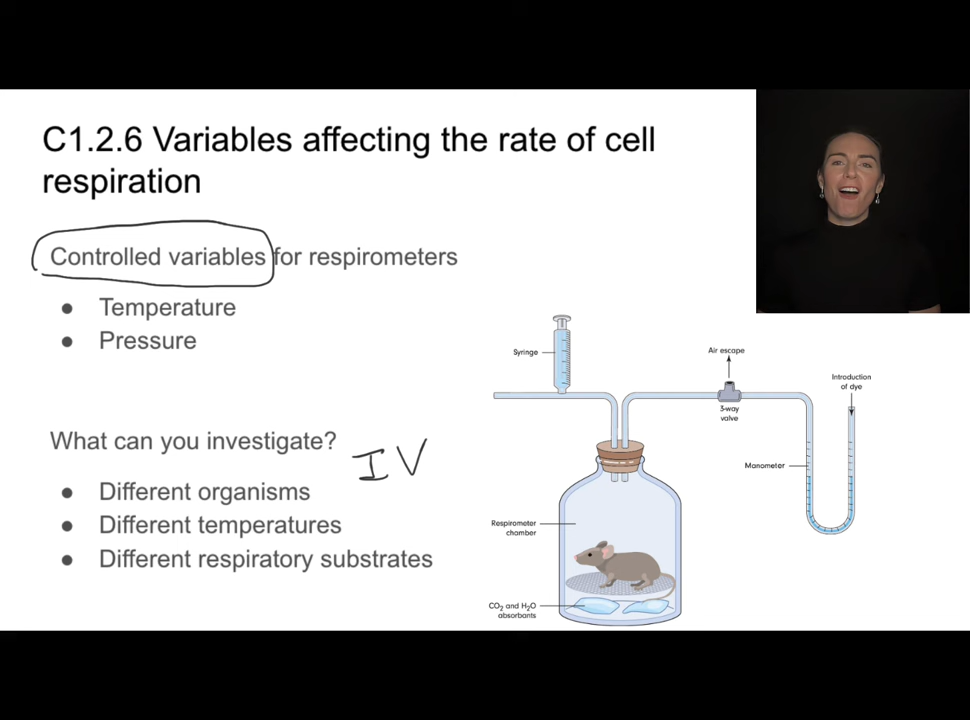 C1.2.6 Variables affecting the rate of cell
respiration
Controlled variables for respirometers
● Temperature
● Pressure
What can you investigate?
IV
● Different organisms
● Different temperatures
● Different respiratory substrates
Syringe
Air escape
3-way
valve
Introduction
of dye
Manometer
Respirometer
chamber
CO₂ and H₂O
absorbants